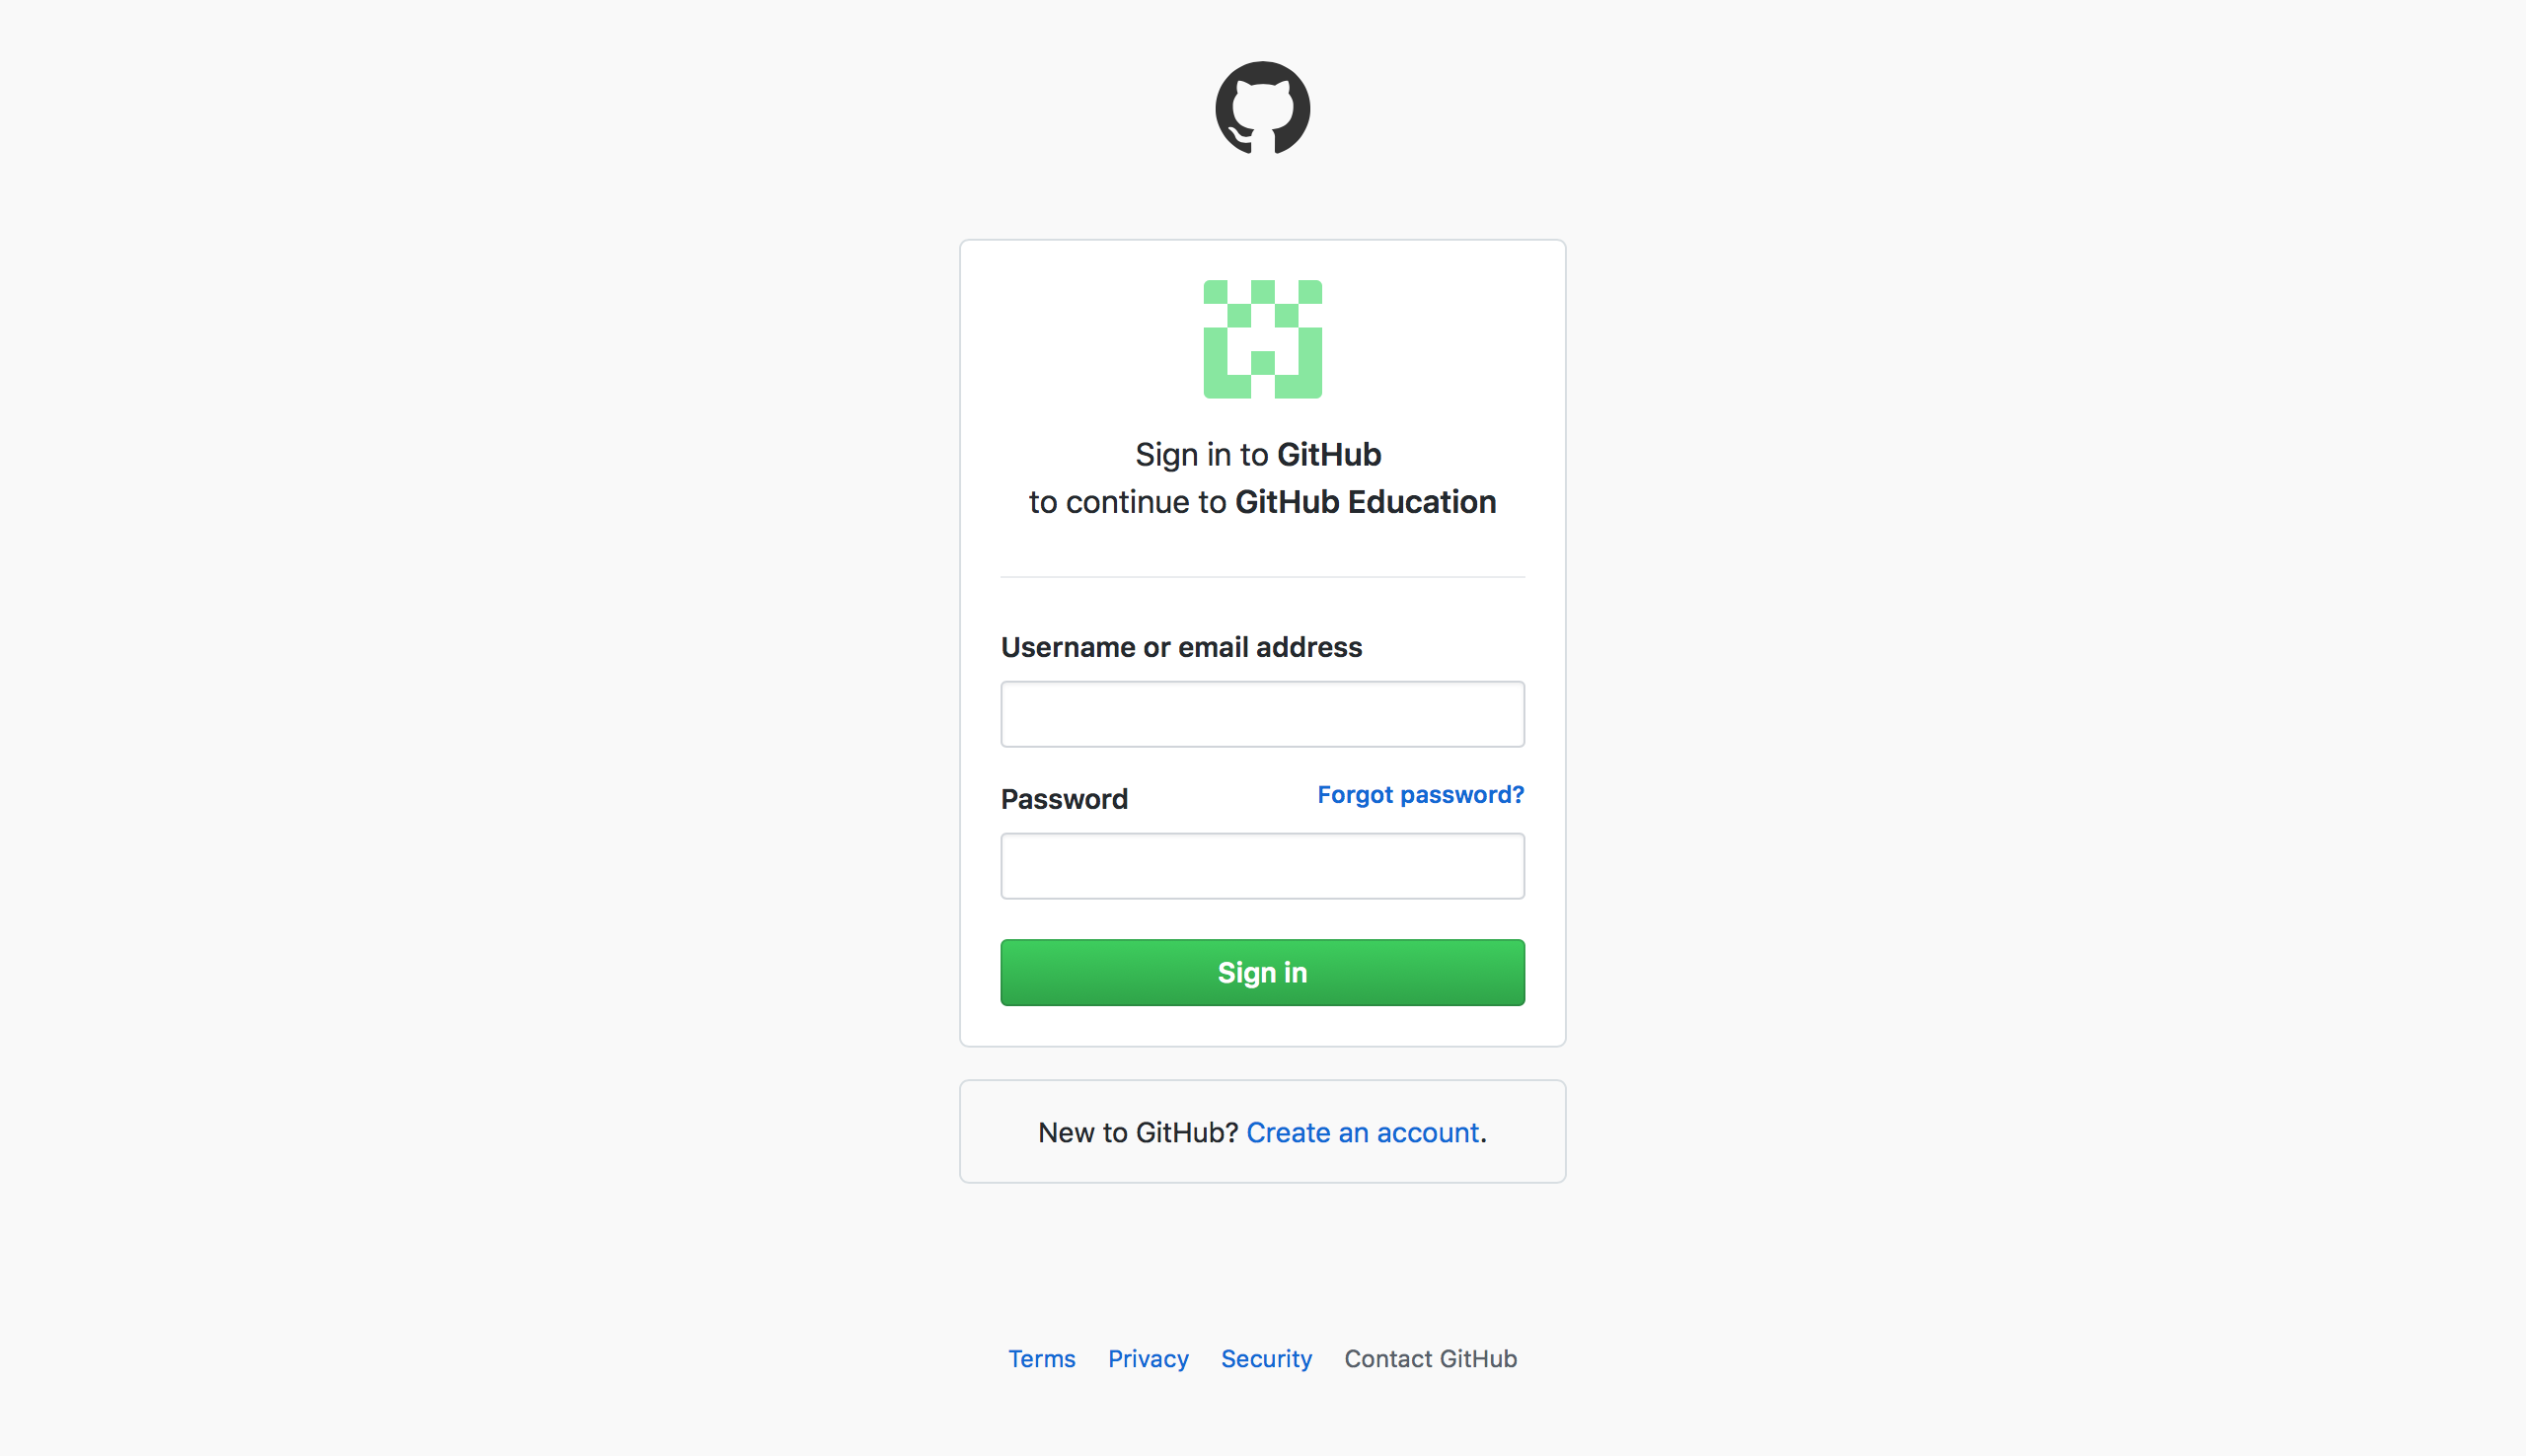 Sign in to GitHub
to continue to GitHub Education
Username or email address
Password Forgot password?
Sign in
New to GitHub? Create an account.
Terms Privacy Security Contact GitHub